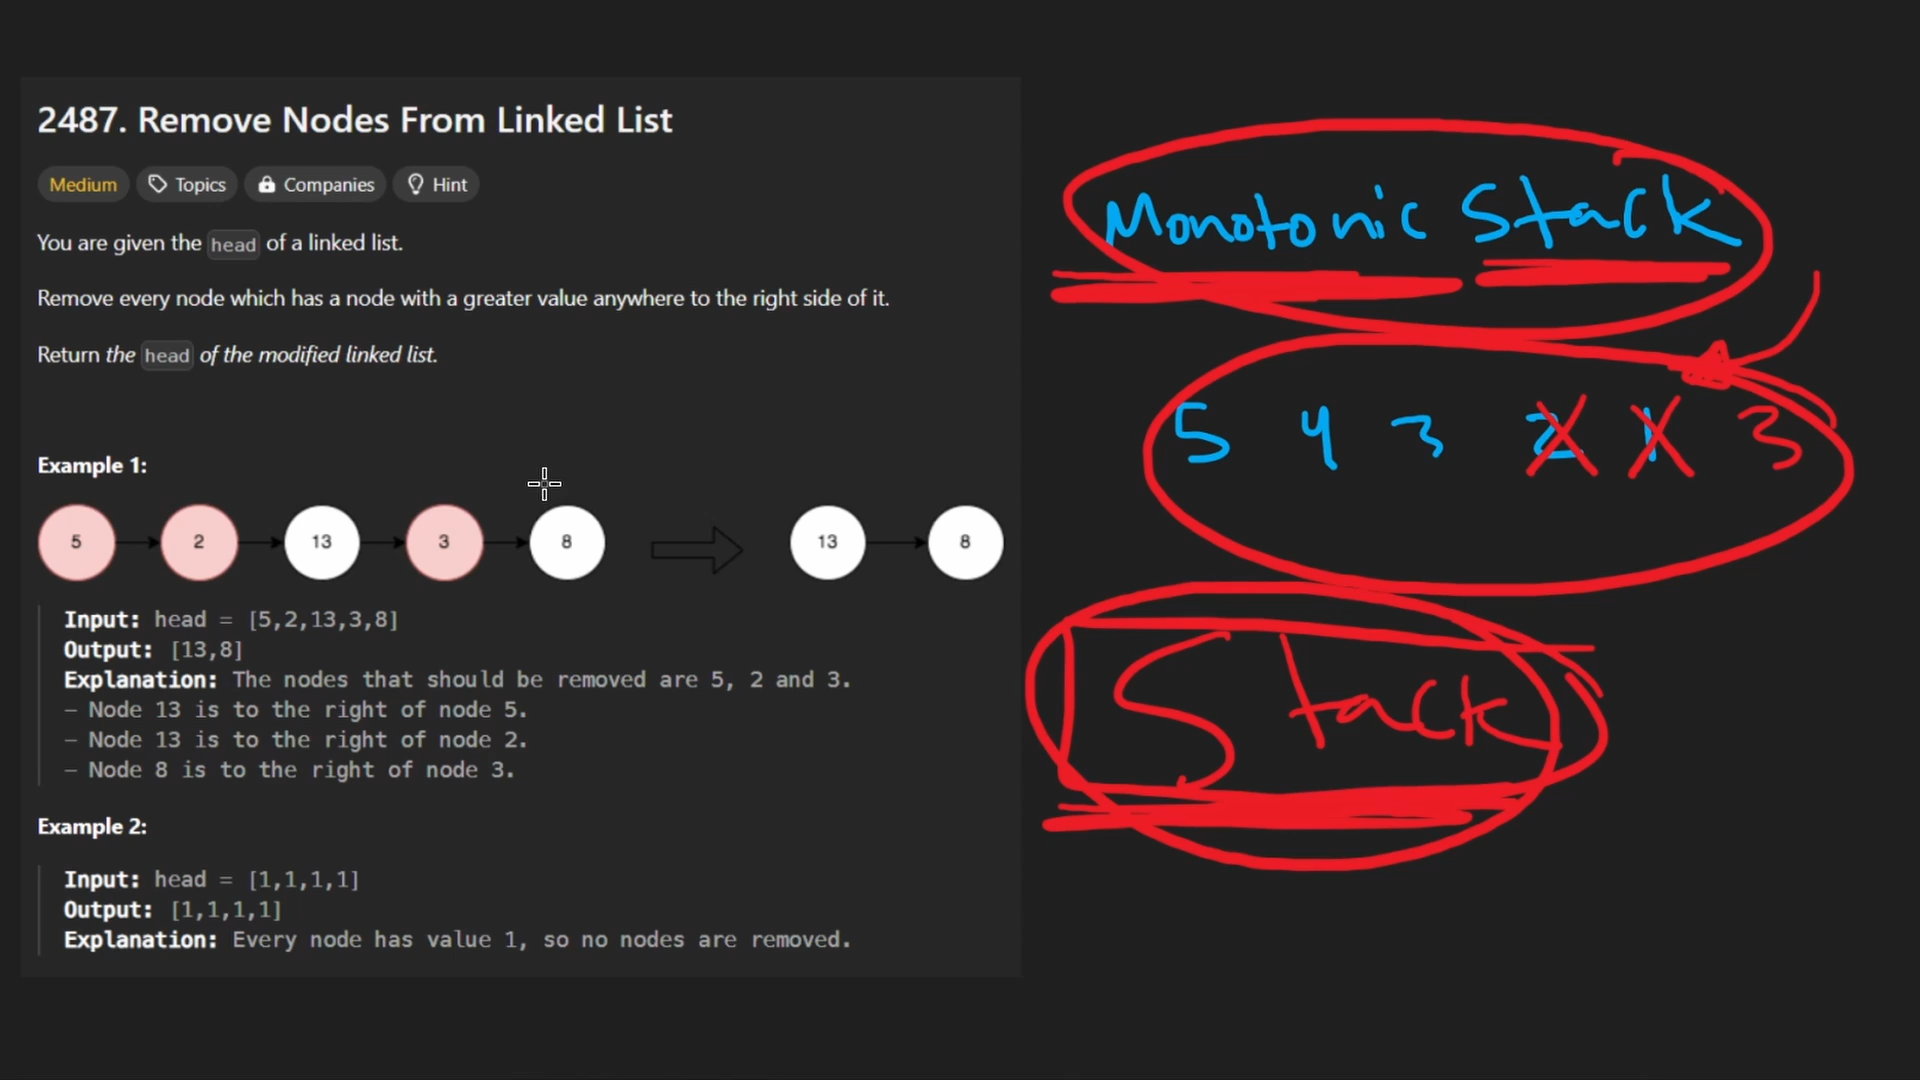 2487. Remove Nodes From Linked List
Medium Topics Companies Hint
You are given the head of a linked list.
Remove every node which has a node with a greater value anywhere to the right side of it.
Return the head of the modified linked list.
Example 1:
5 2 13 3 8 13 8
Input: head = [5,2,13,3,8]
Output: [13,8]
Explanation: The nodes that should be removed are 5, 2 and 3.
– Node 13 is to the right of node 5.
– Node 13 is to the right of node 2.
– Node 8 is to the right of node 3.
Example 2:
Input: head = [1,1,1,1]
Output: [1,1,1,1]
Explanation: Every node has value 1, so no nodes are removed.
Monotonic Stack
5 4 3 2 1 3
Stack